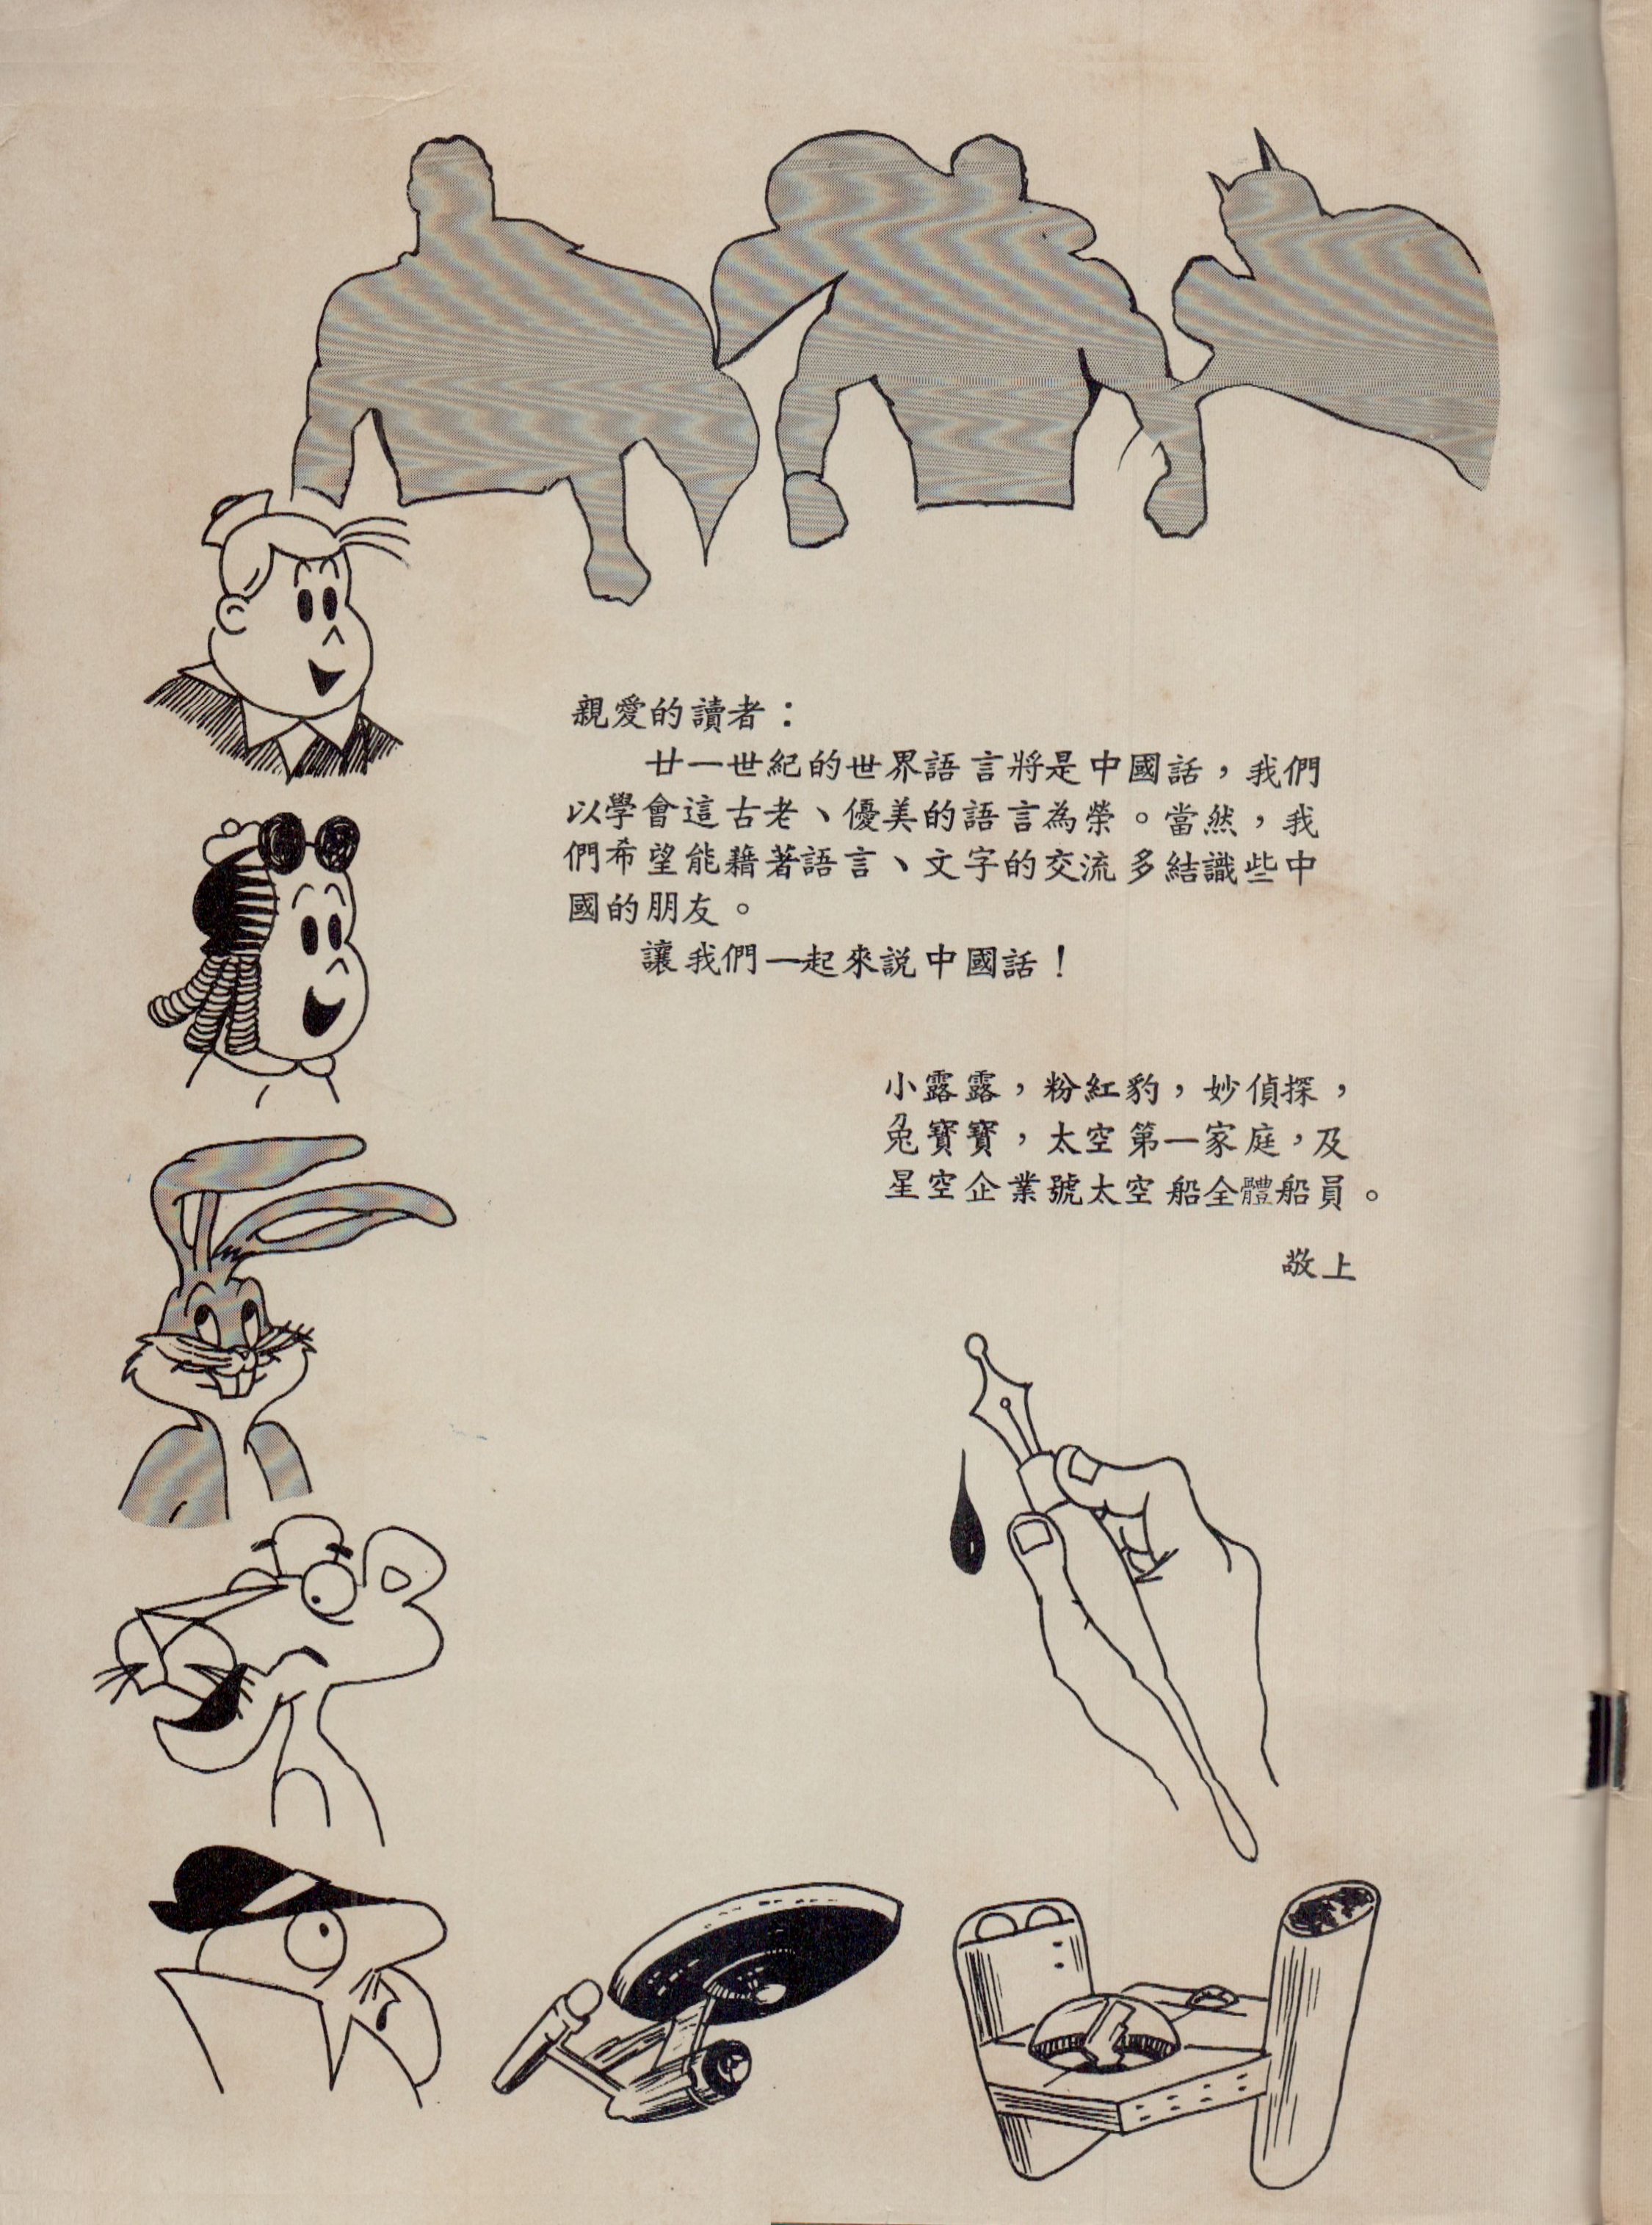 親愛的讀者：
廿一世紀的世界語言將是中國話，我們
以學會這古老、優美的語言為榮。當然，我
們希望能藉著語言、文字的交流多結識些中
國的朋友。
讓我們一起來説中國話！
小露露，粉紅豹，妙偵探，
兔寶寶，太空第一家庭，及
星空企業號太空船全體船員。
敬上